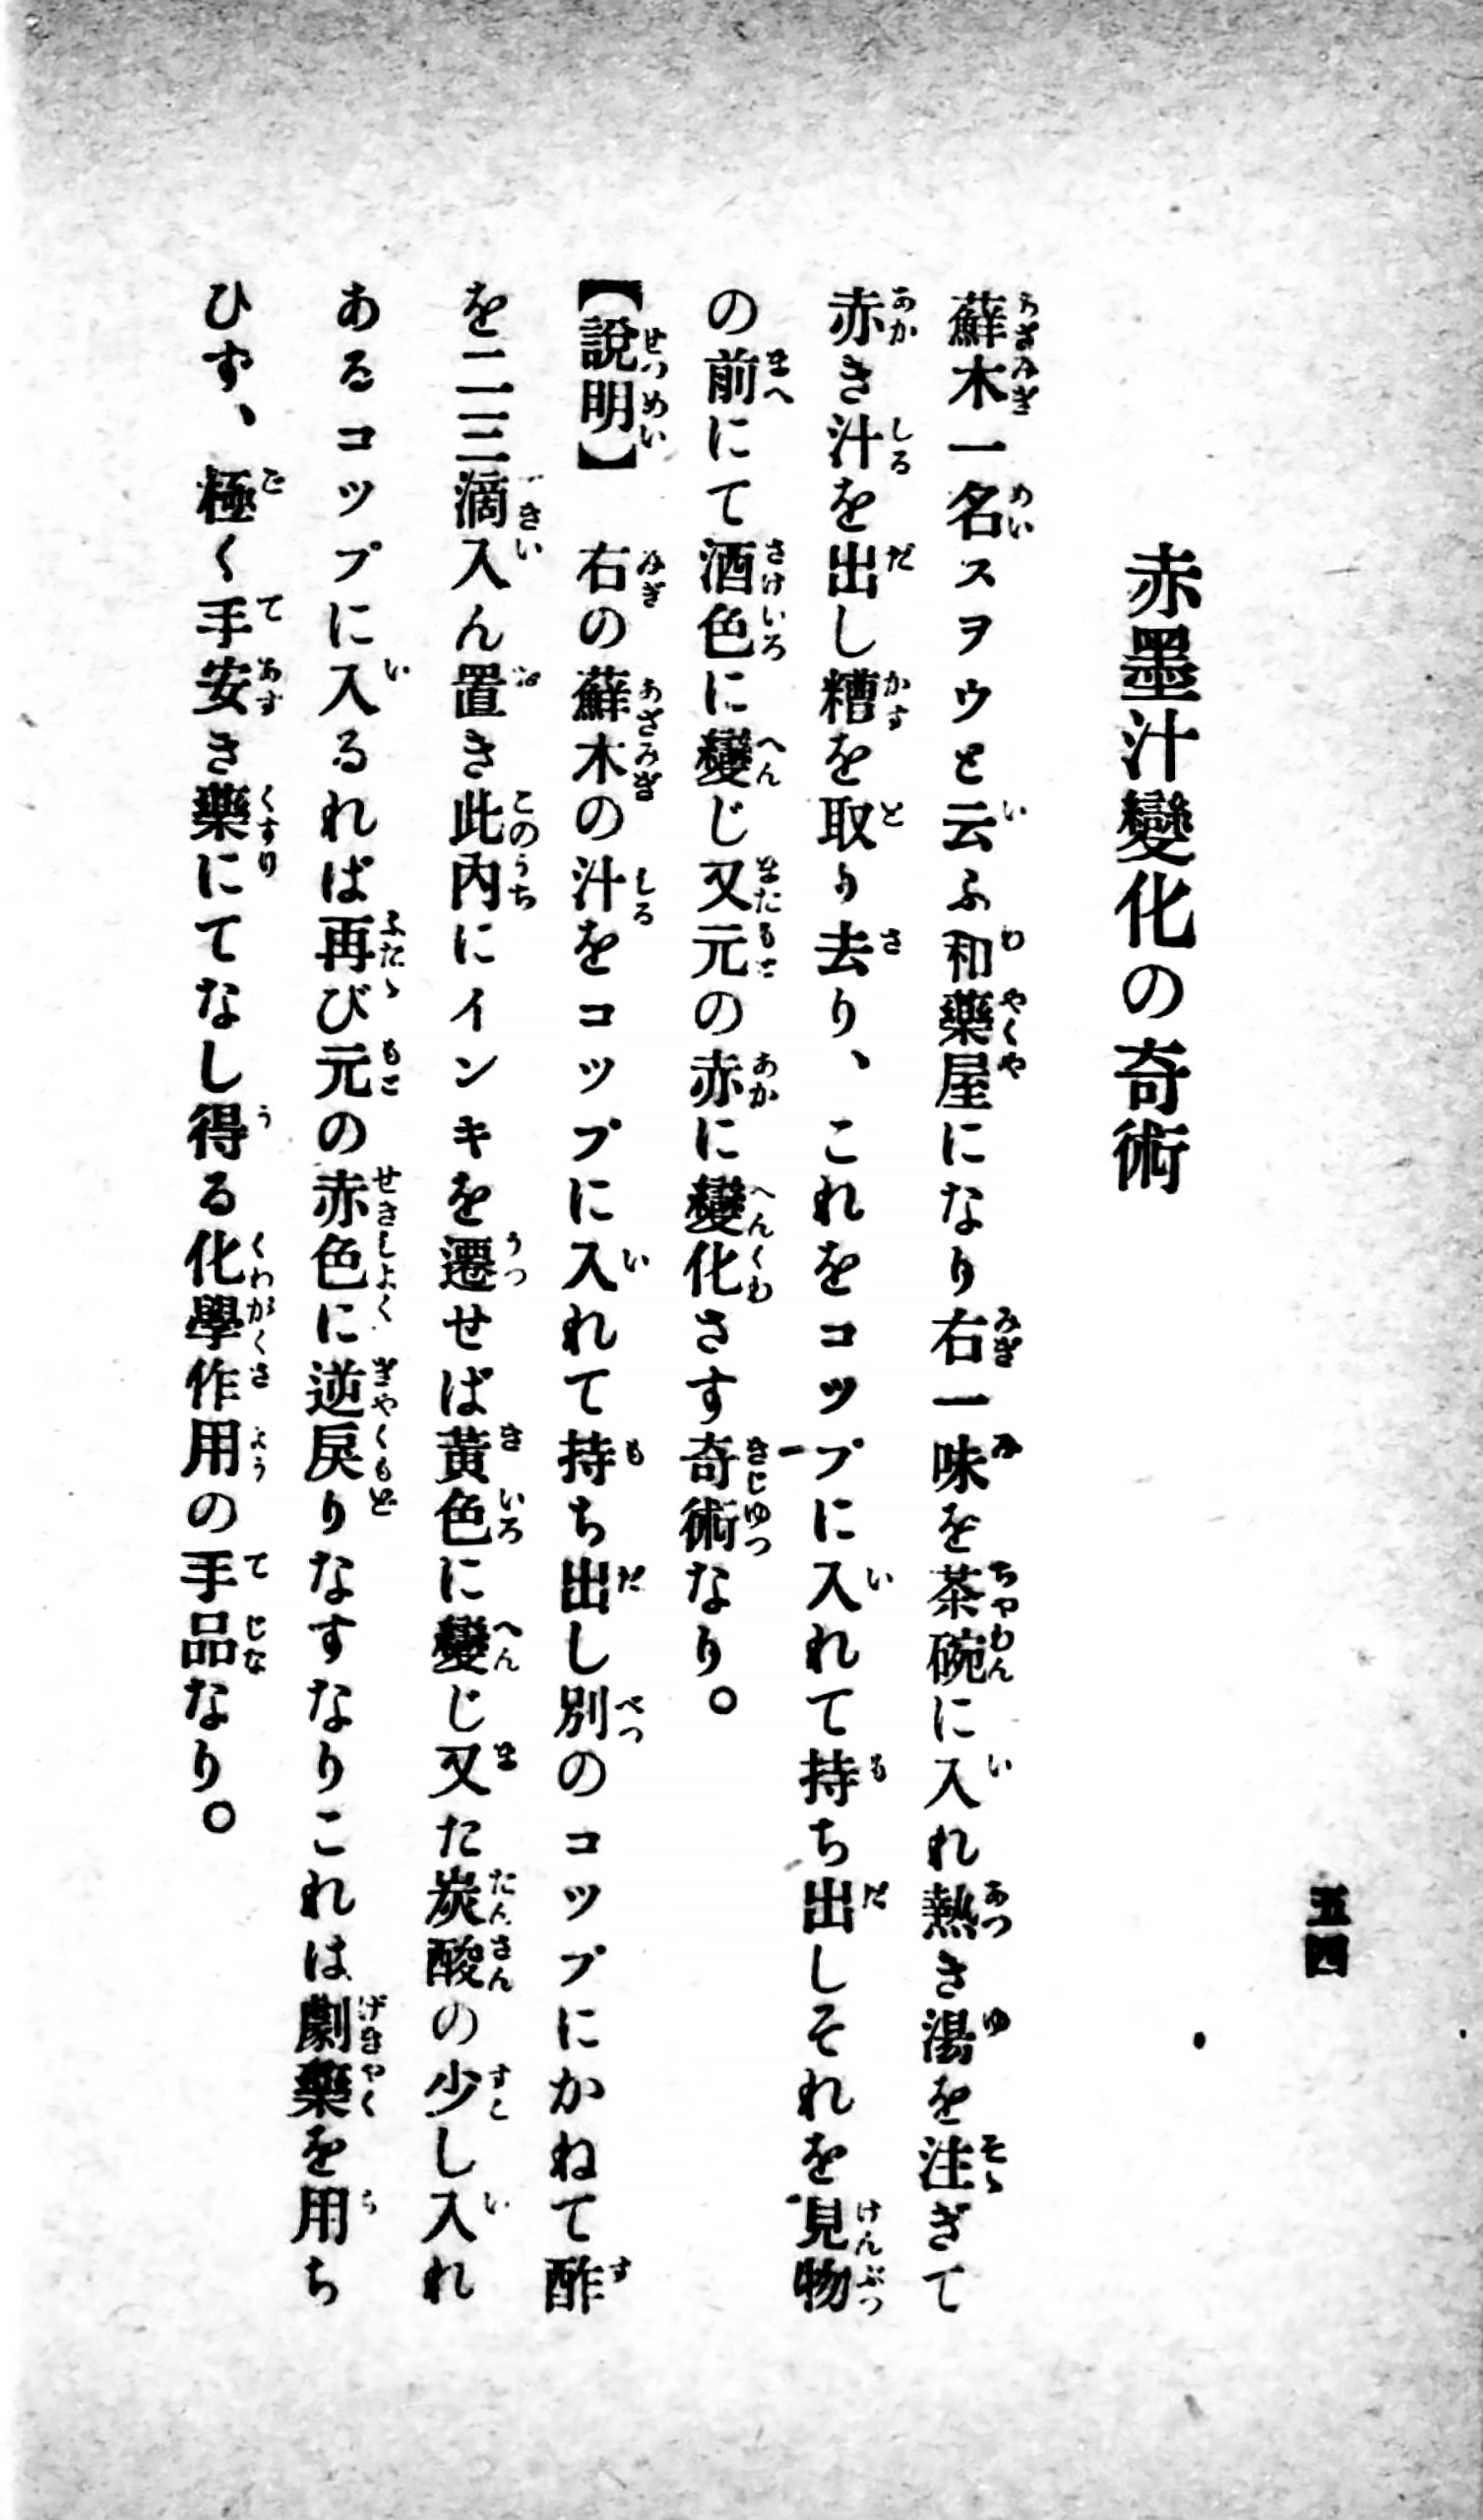 五四
赤墨汁變化の奇術
蘇木一名スヲウと云ふ和藥屋になり右一味を茶碗に入れ熱き湯を注ぎて
赤き汁を出し糟を取り去り、これをコップに入れて持ち出しそれを見物
の前にて酒色に變じ又元の赤に變化さす奇術なり。
【說明】 右の蘇木の汁をコップに入れて持ち出し別のコップにかねて酢
を二三滴入ん置き此內にインキを遷せば黃色に變じ又た炭酸の少し入れ
あるコップに入るれば再び元の赤色に逆戻りなすなりこれは劇藥を用ち
ひず、極く手安き藥にてなし得る化學作用の手品なり。